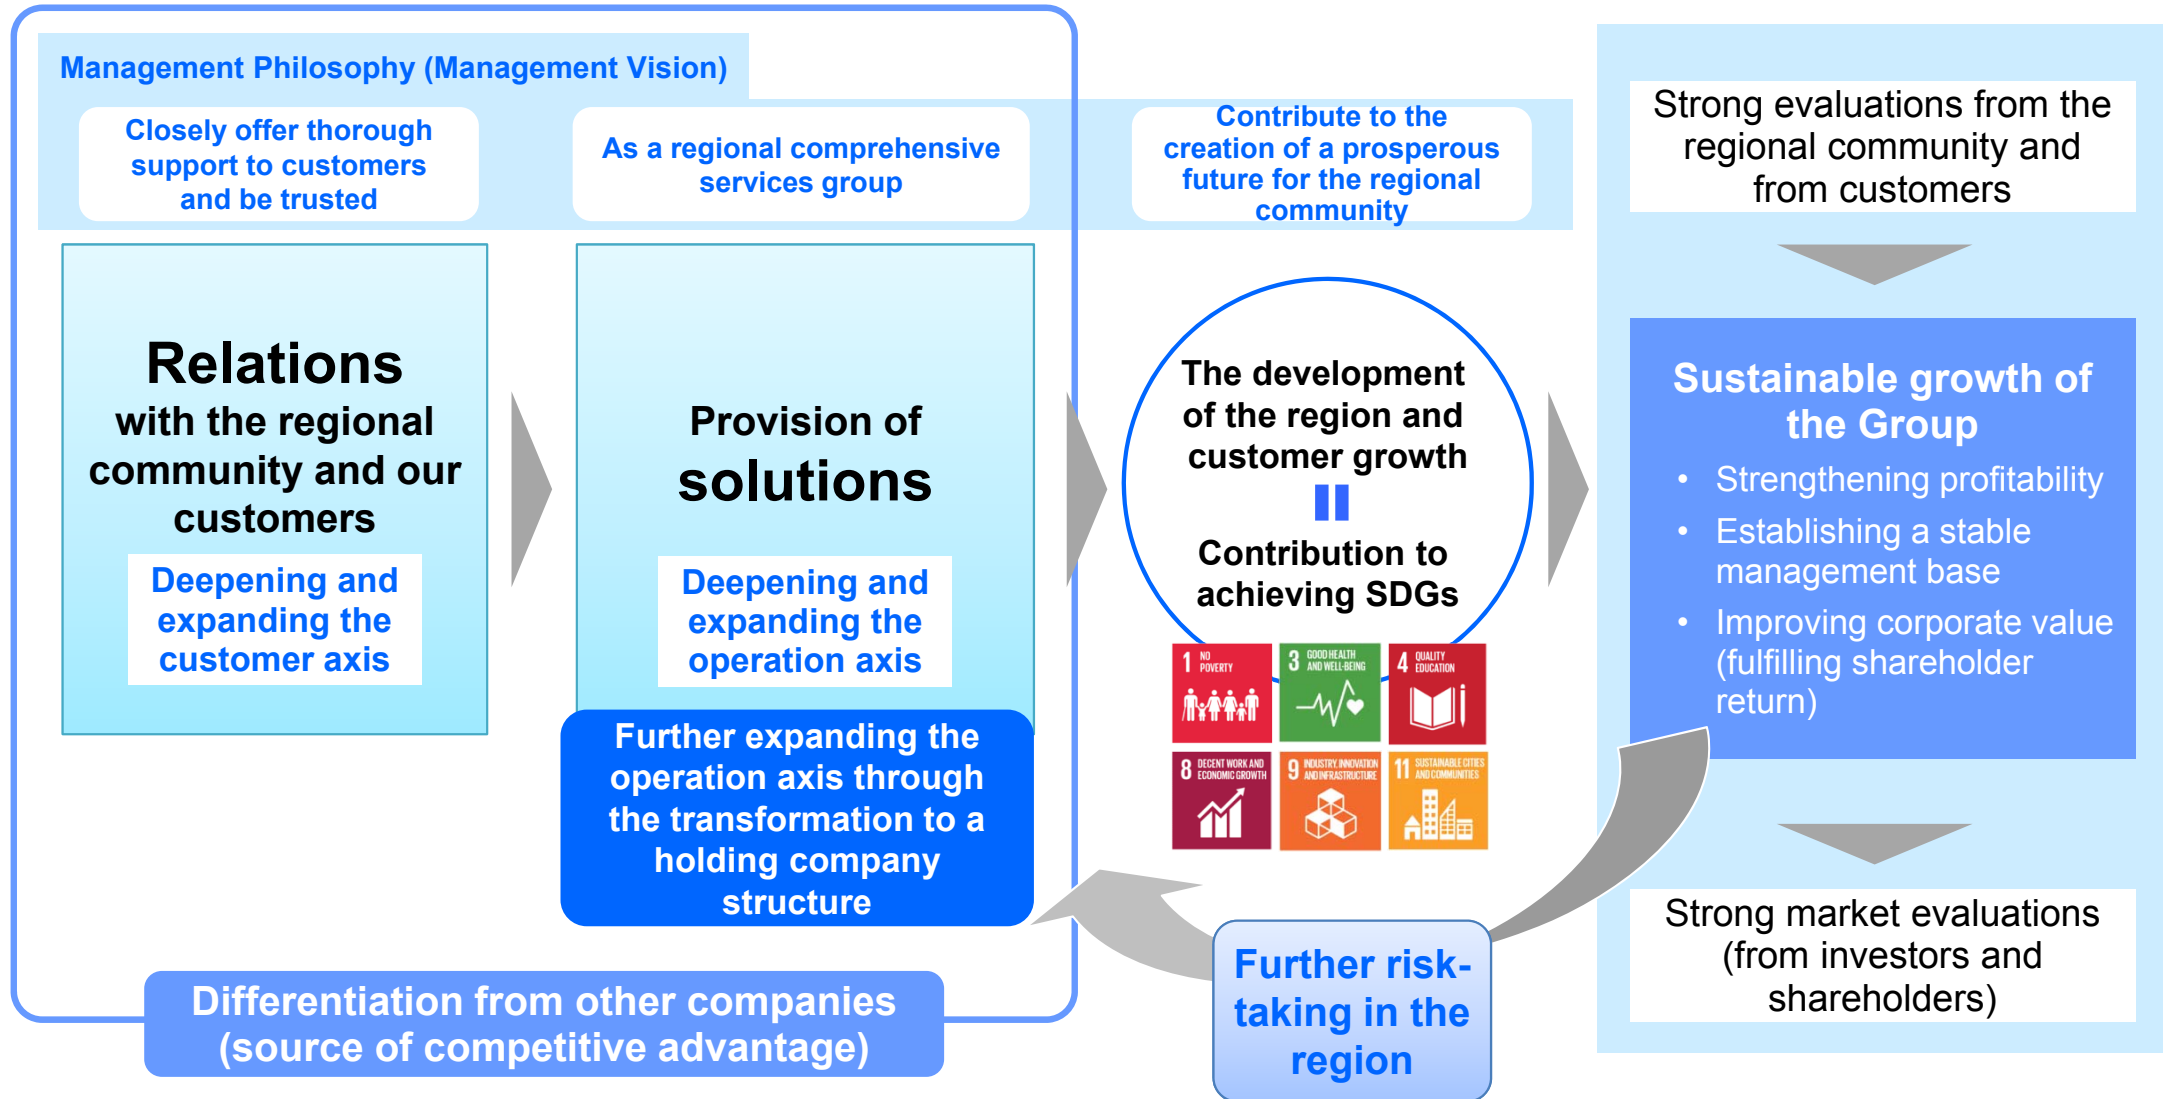 Management Philosophy (Management Vision)
Closely offer thorough
support to customers
and be trusted
As a regional comprehensive
services group
Contribute to the
creation of a prosperous
future for the regional
community
Relations
with the regional
community and our
customers
Deepening and
expanding the
customer axis
Provision of
solutions
Deepening and
expanding the
operation axis
Further expanding the
operation axis through
the transformation to a
holding company
structure
Differentiation from other companies
(source of competitive advantage)
The development
of the region and
customer growth
Contribution to
achieving SDGs
1 NO
POVERTY
3 GOOD HEALTH
AND WELL-BEING
4 QUALITY
EDUCATION
8 DECENT WORK AND
ECONOMIC GROWTH
9 INDUSTRY, INNOVATION
AND INFRASTRUCTURE
11 SUSTAINABLE CITIES
AND COMMUNITIES
Further risk-
taking in the
region
Strong evaluations from the
regional community and
from customers
Sustainable growth of
the Group
• Strengthening profitability
• Establishing a stable
management base
• Improving corporate value
(fulfilling shareholder
return)
Strong market evaluations
(from investors and
shareholders)